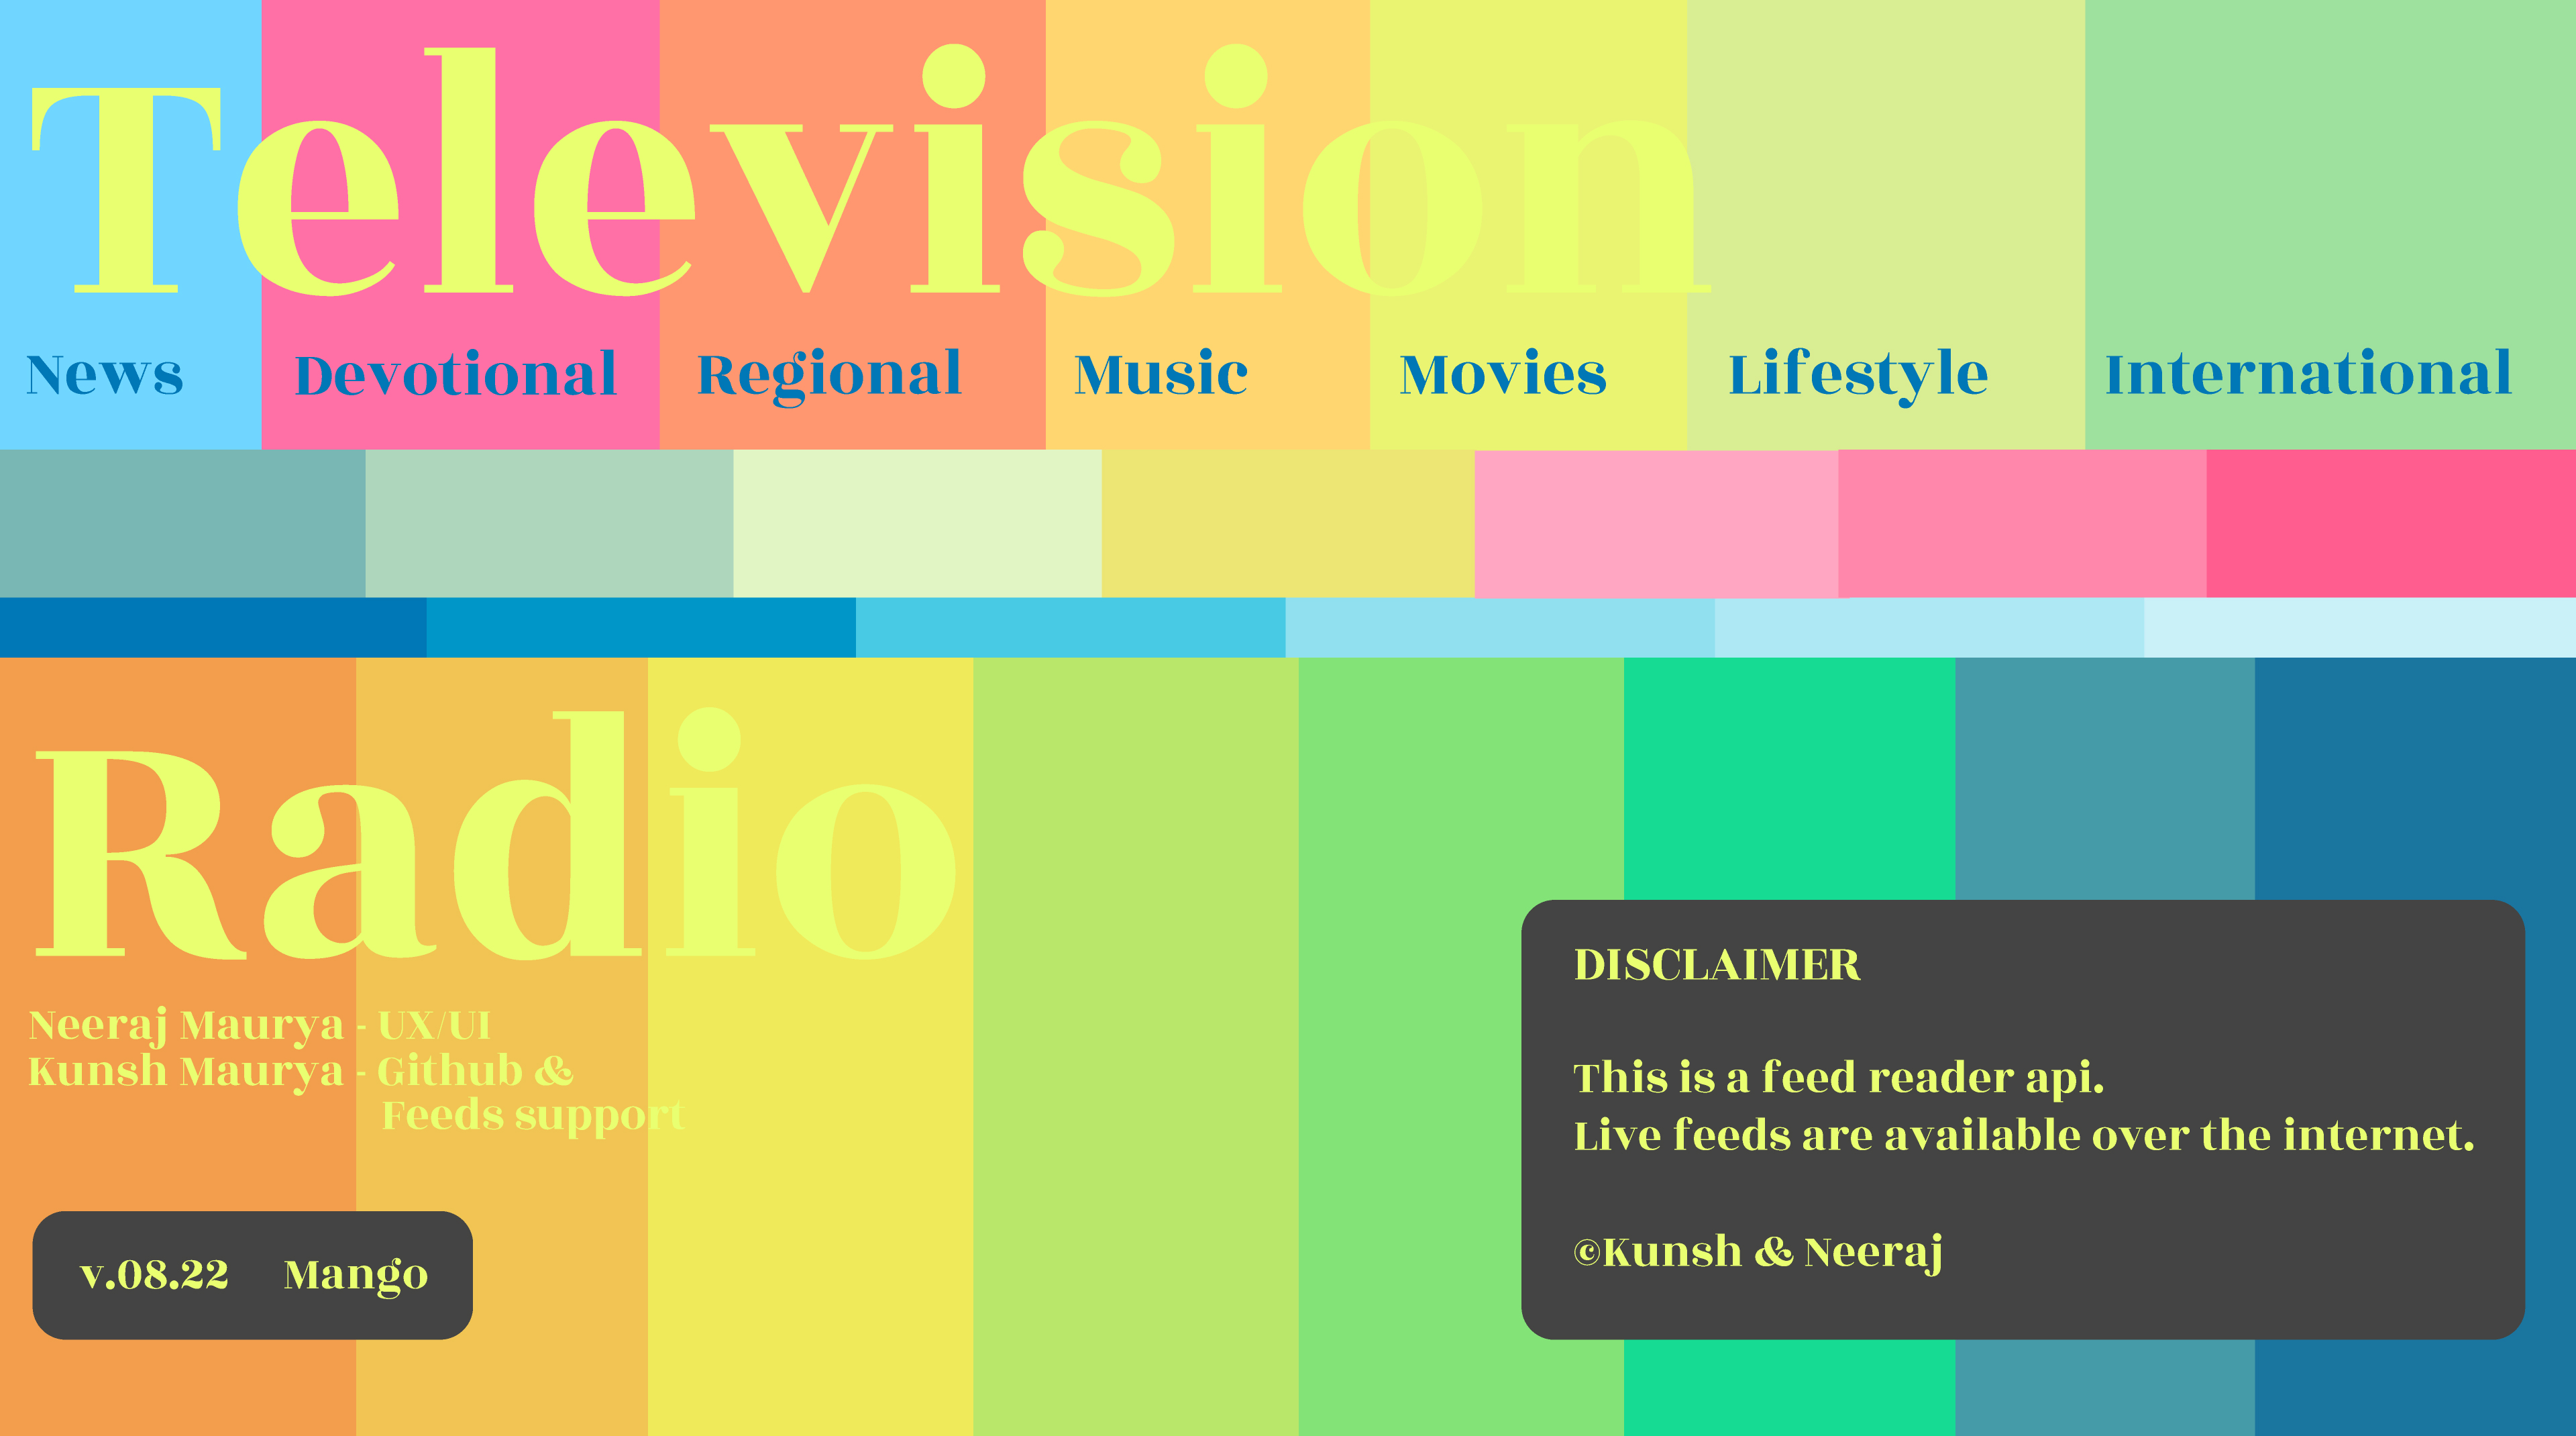 Television
News
Devotional
Regional
Music
Movies
Lifestyle
International
Radio
Neeraj Maurya - UX/UI
Kunsh Maurya - Github &
Feeds support
v.08.22 Mango
DISCLAIMER
This is a feed reader api.
Live feeds are available over the internet.
©Kunsh & Neeraj